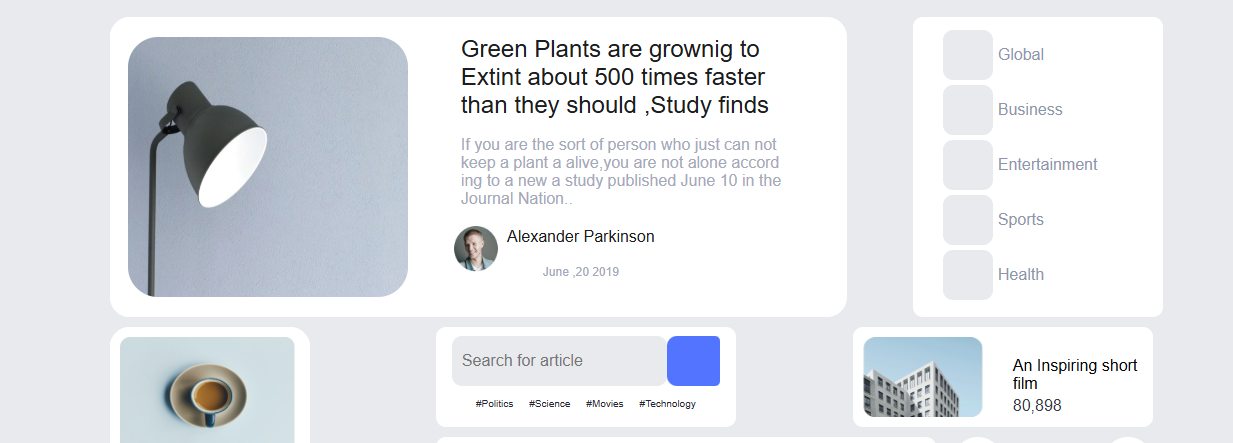 Green Plants are grownig to
Extint about 500 times faster
than they should ,Study finds
If you are the sort of person who just can not
keep a plant a alive,you are not alone accord
ing to a new a study published June 10 in the
Journal Nation..
Alexander Parkinson
June ,20 2019
Global
Business
Entertainment
Sports
Health
Search for article
#Politics #Science #Movies #Technology
An Inspiring short
film
80,898